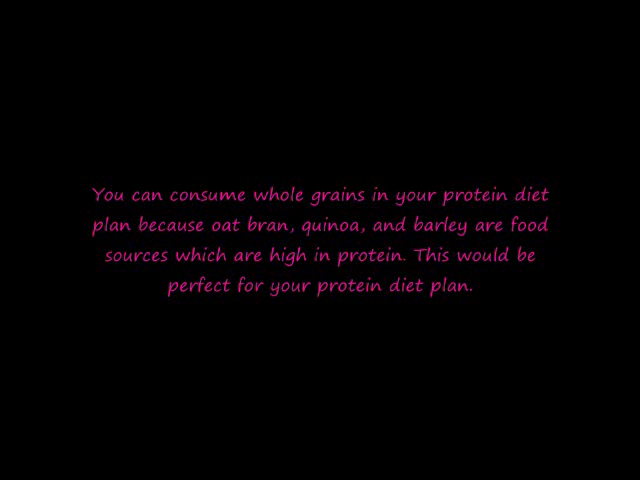 You can consume whole grains in your protein diet
plan because oat bran, quinoa, and barley are food
sources which are high in protein. This would be
perfect for your protein diet plan.